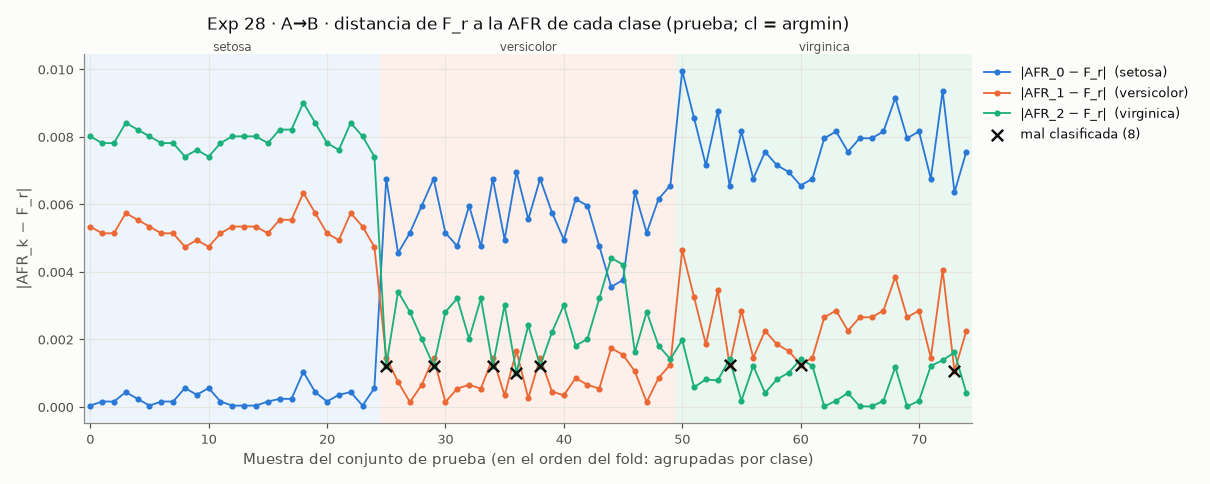 Exp 28 · A→B · distancia de F_r a la AFR de cada clase (prueba; cl = argmin)
setosa
versicolor
virginica
|AFR_0 − F_r| (setosa)
|AFR_1 − F_r| (versicolor)
|AFR_2 − F_r| (virginica)
mal clasificada (8)
|AFR_k − F_r|
0.010
0.008
0.006
0.004
0.002
0.000
0
10
20
30
40
50
60
70
Muestra del conjunto de prueba (en el orden del fold: agrupadas por clase)